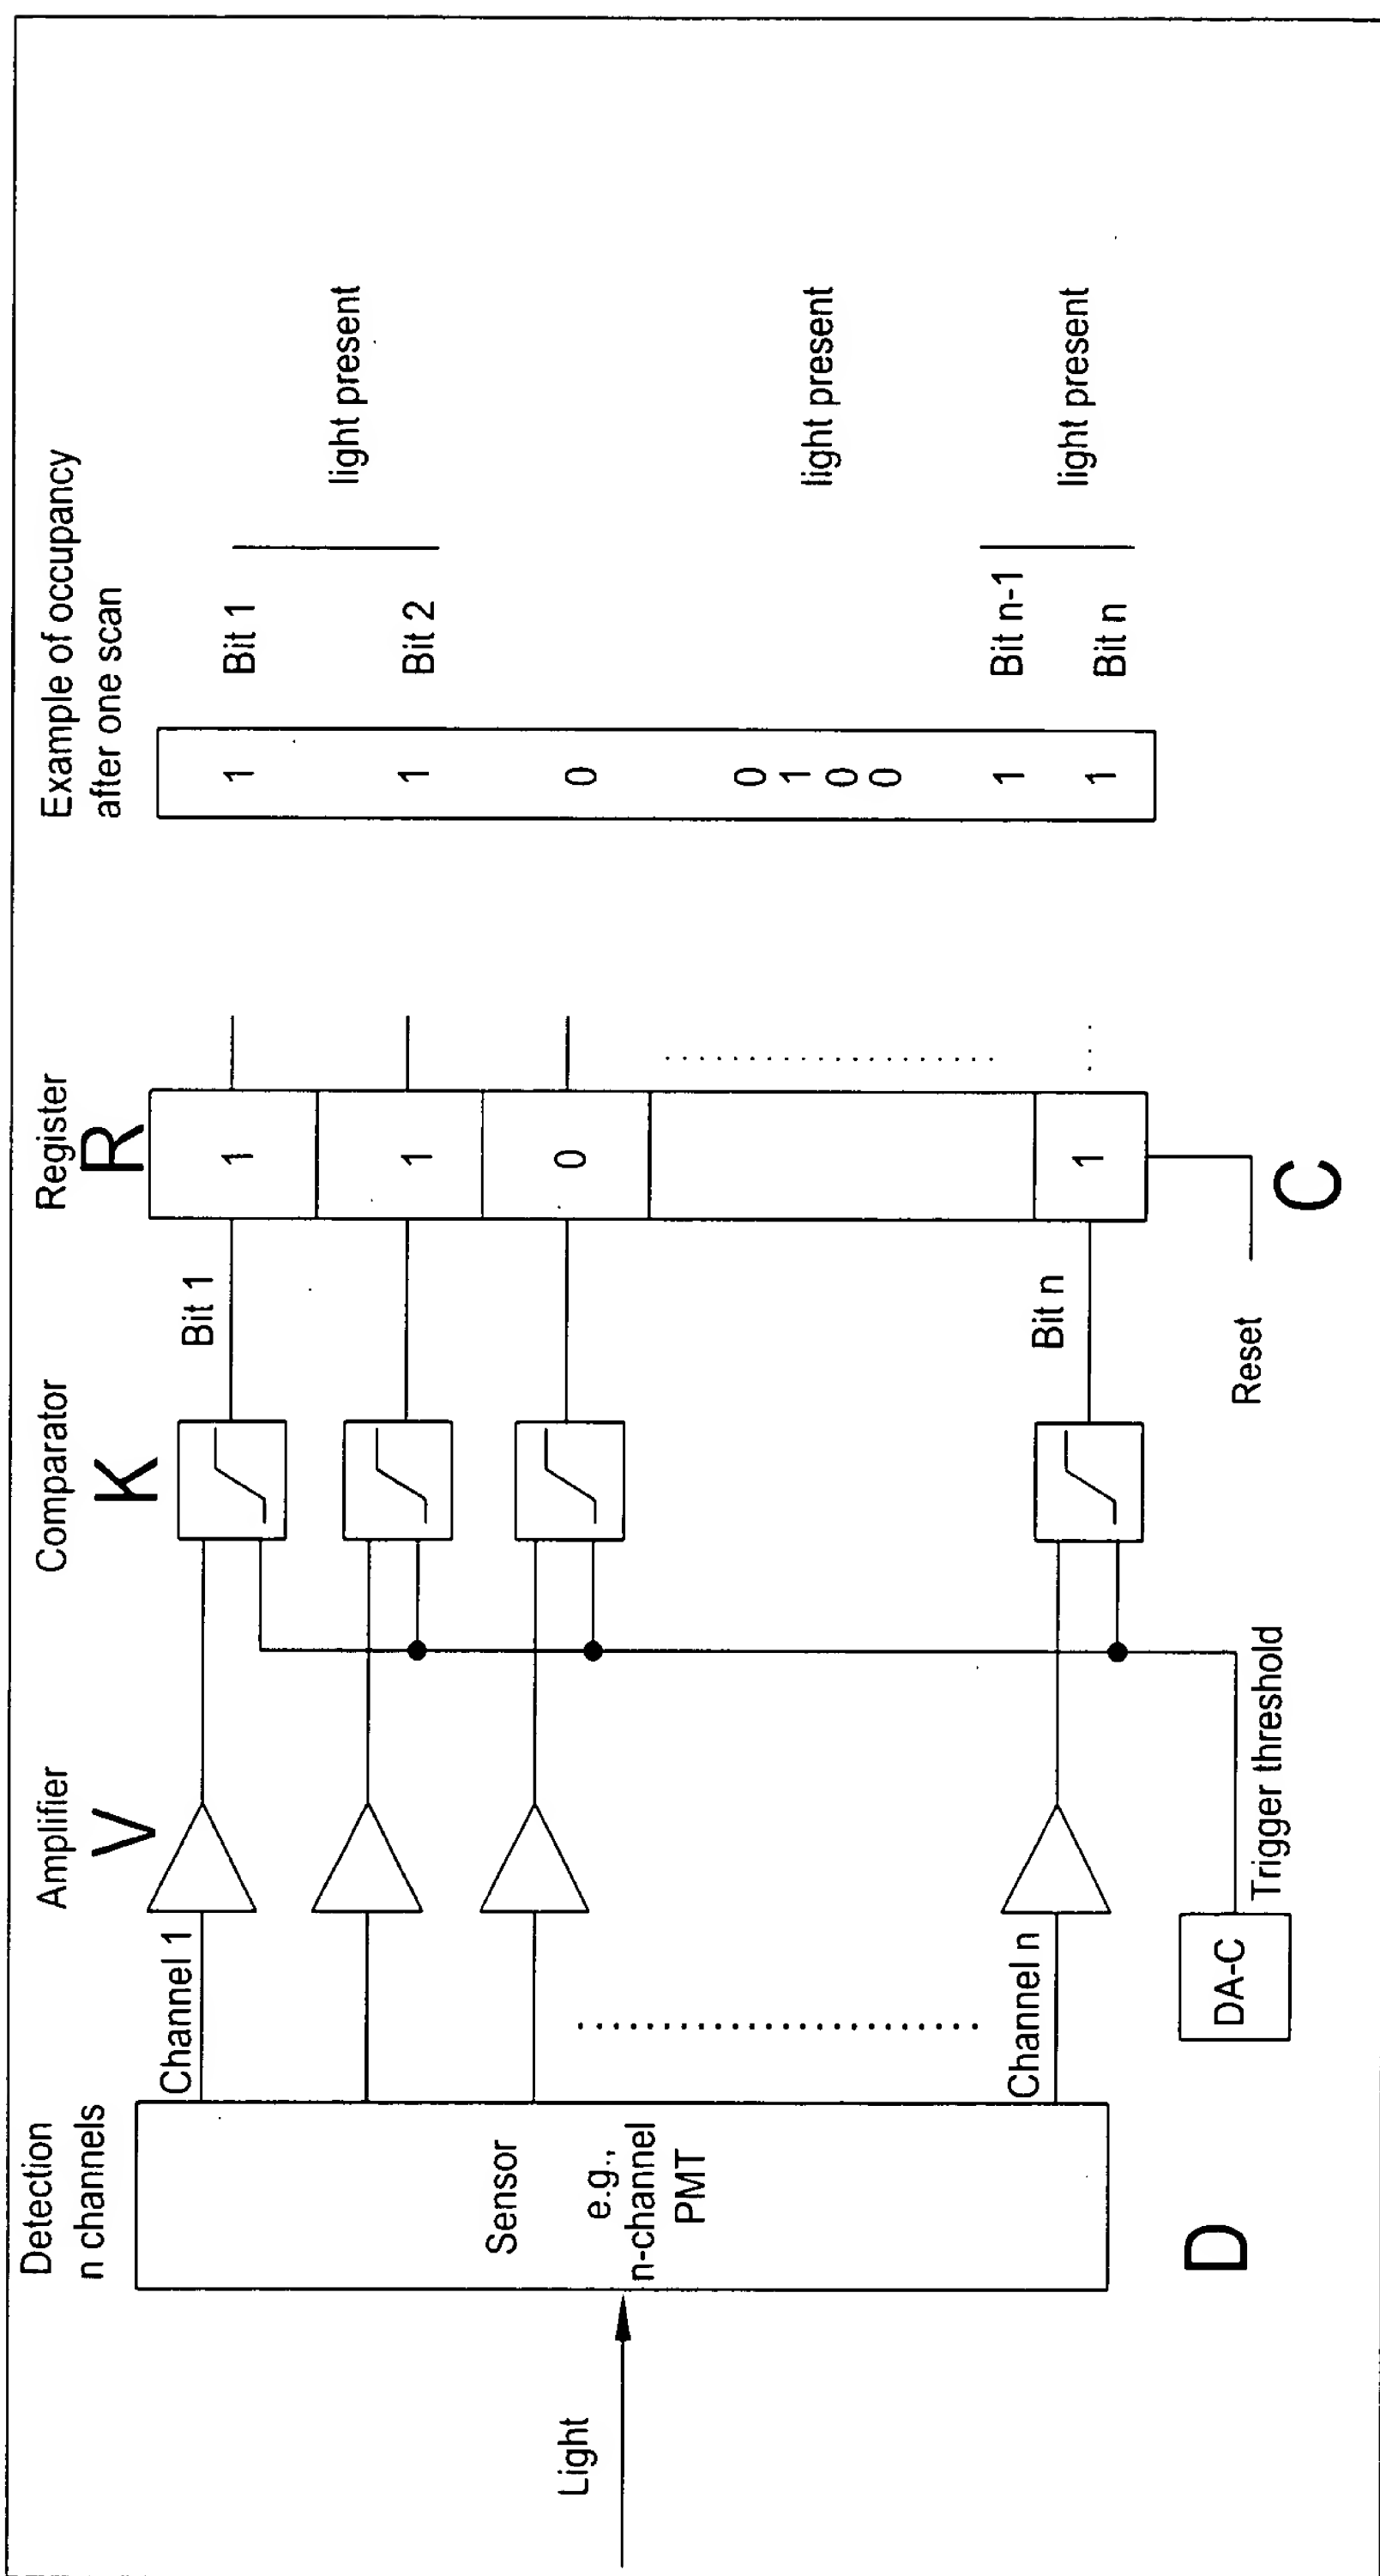 Detection
n channels
Amplifier
V
Comparator
K
Register
R
Example of occupancy
after one scan
Light
Sensor
e.g.,
n-channel
PMT
D
Channel 1
Channel n
DA-C
Trigger threshold
Bit 1
Bit n
1
1
0
1
Reset
C
1
1
0
0
1
0
0
1
1
Bit 1
Bit 2
Bit n-1
Bit n
light present
light present
light present